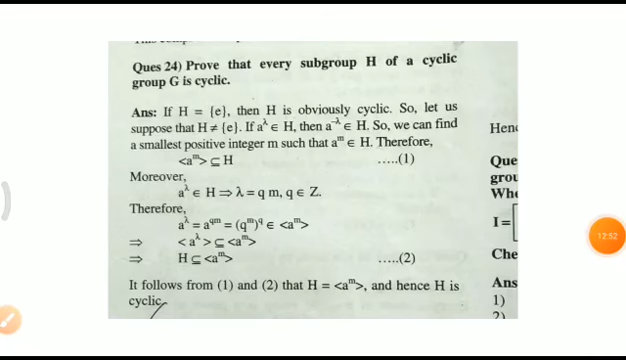 Ques 24) Prove that every subgroup H of a cyclic
group G is cyclic.
Ans: If H = {e}, then H is obviously cyclic. So, let us
suppose that H ≠ {e}. If a^λ ∈ H, then a^-λ ∈ H. So, we can find
a smallest positive integer m such that a^m ∈ H. Therefore,
<a^m> ⊆ H .....(1)
Moreover,
a^λ ∈ H ⇒ λ = q m, q ∈ Z.
Therefore,
a^λ = a^qm = (q^m)^q ∈ <a^m>
⇒ <a^λ> ⊆ <a^m>
⇒ H ⊆ <a^m> .....(2)
It follows from (1) and (2) that H = <a^m>, and hence H is
cyclic.
Hence
Que
grou
Whe
I =
Che
Ans
1)
2)
12:52